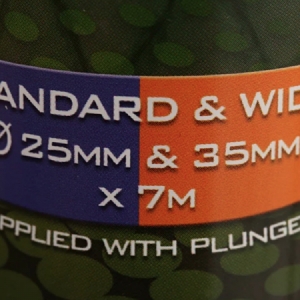 ANDARD & WID
Ø 25MM & 35MM
X 7M
PPLIED WITH PLUNGE